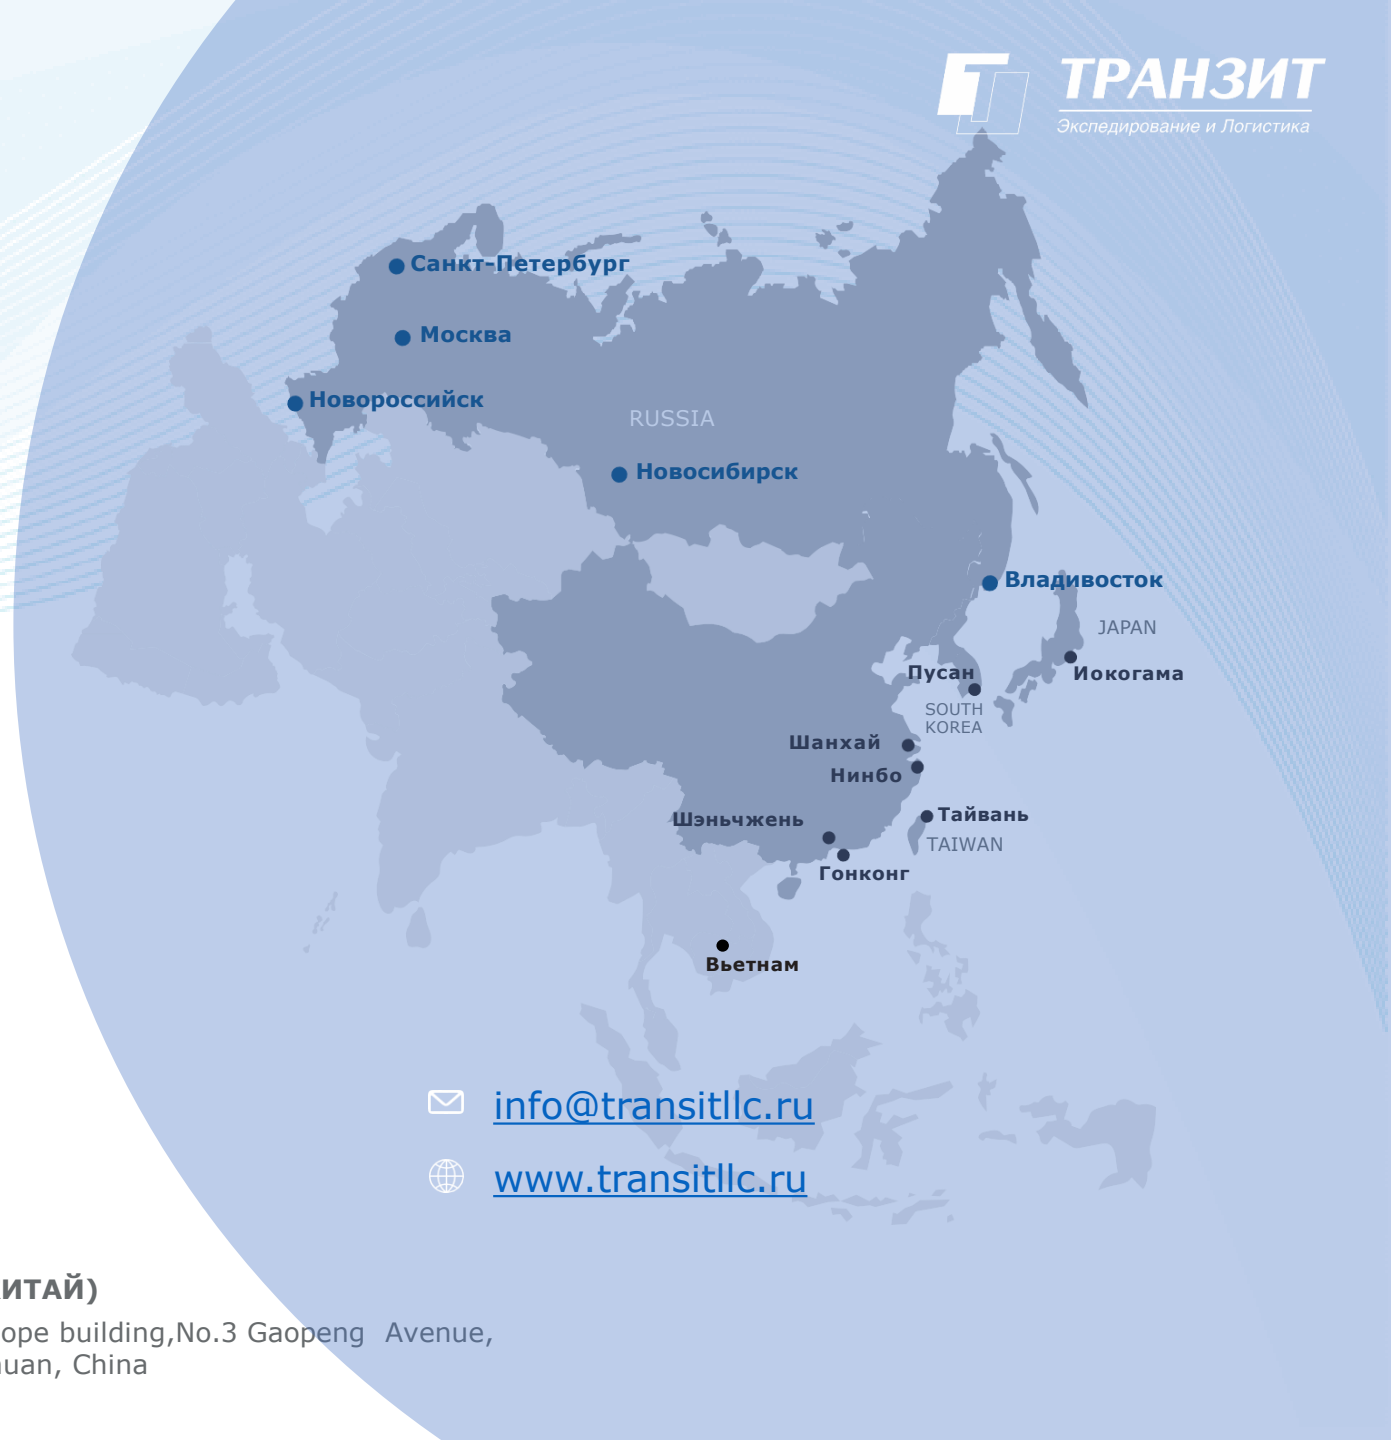 ТРАНЗИТ
Экспедирование и Логистика
Санкт-Петербург
Москва
Новороссийск
RUSSIA
Новосибирск
Владивосток
JAPAN
Иокогама
Пусан
SOUTH
KOREA
Шанхай
Нинбо
Тайвань
TAIWAN
Шэньчжень
Гонконг
Вьетнам
info@transitllc.ru
www.transitllc.ru
ИТАЙ)
ope building,No.3 Gaopeng Avenue,
uan, China